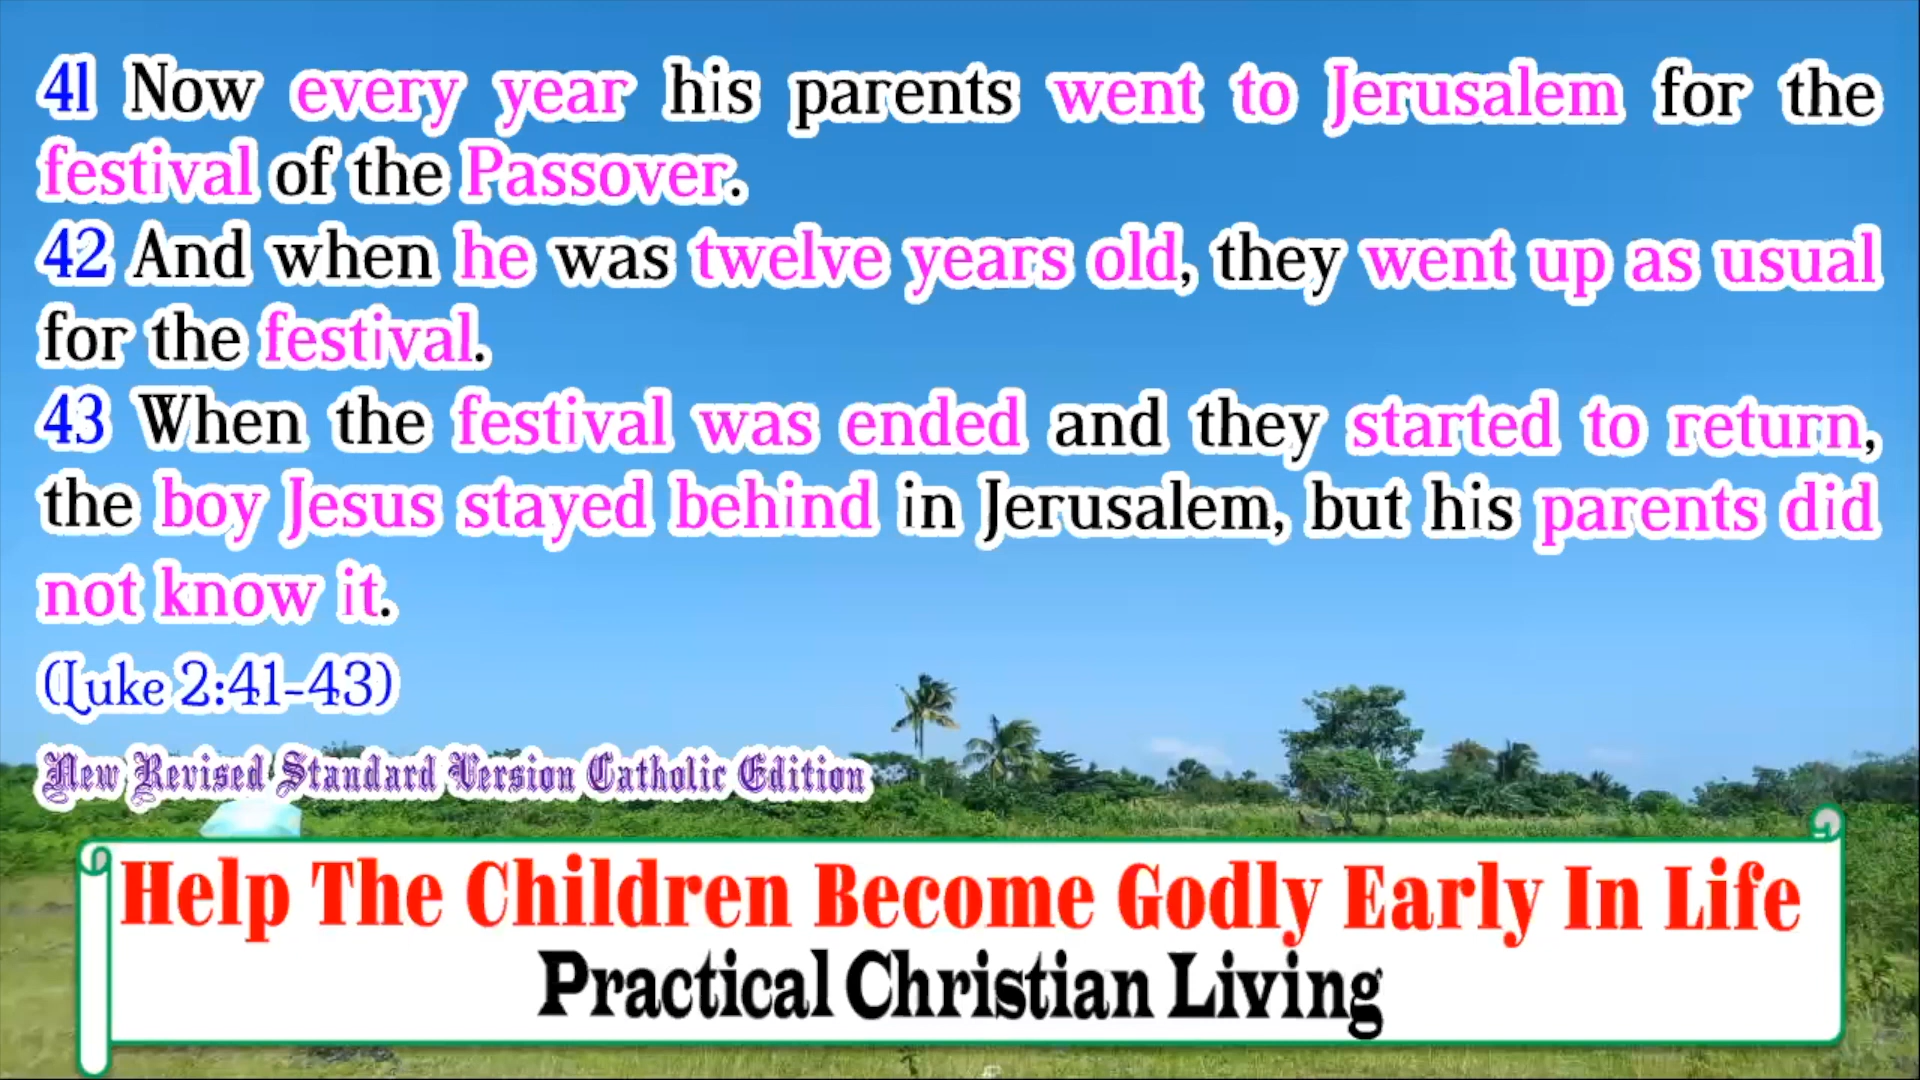 41 Now every year his parents went to Jerusalem for the
festival of the Passover.
42 And when he was twelve years old, they went up as usual
for the festival.
43 When the festival was ended and they started to return,
the boy Jesus stayed behind in Jerusalem, but his parents did
not know it.
(Luke 2:41-43)
New Revised Standard Version Catholic Edition
Help The Children Become Godly Early In Life
Practical Christian Living